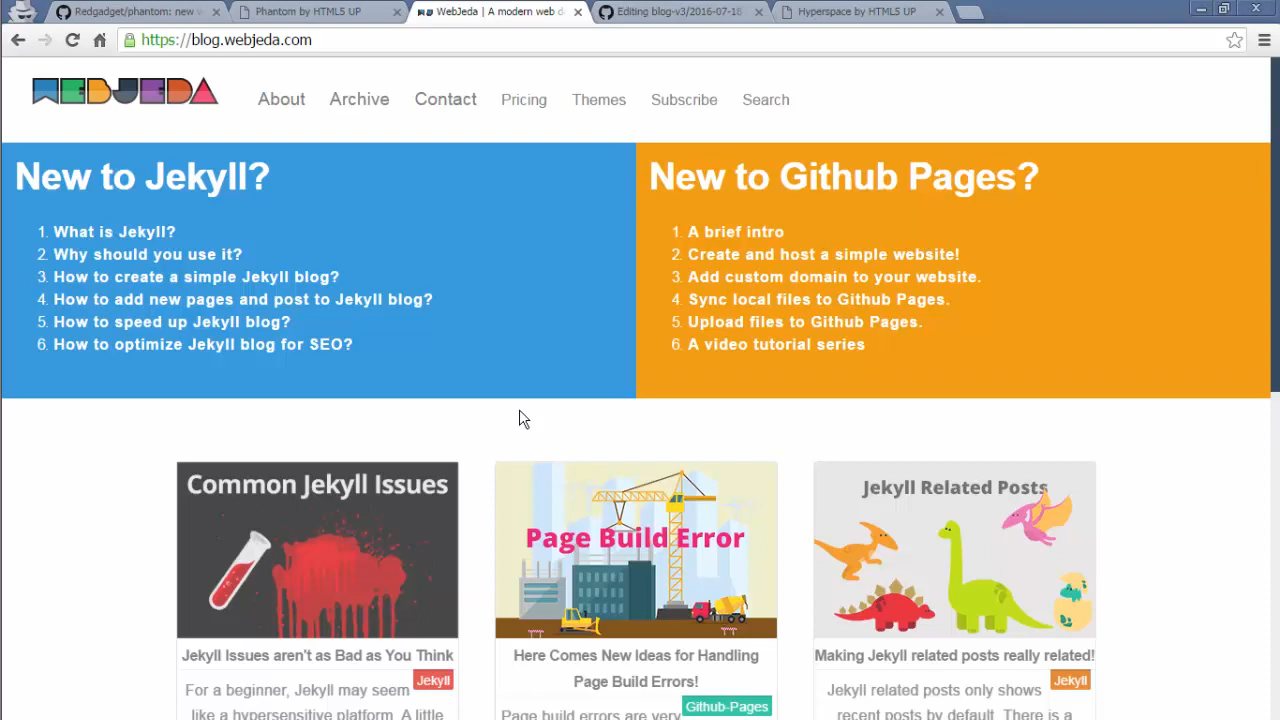 Redgadget/phantom: new w
Phantom by HTML5 UP
WebJeda | A modern web d
Editing blog-v3/2016-07-18
Hyperspace by HTML5 UP
https://blog.webjeda.com
WEBJEDA
About Archive Contact Pricing Themes Subscribe Search
New to Jekyll?
1. What is Jekyll?
2. Why should you use it?
3. How to create a simple Jekyll blog?
4. How to add new pages and post to Jekyll blog?
5. How to speed up Jekyll blog?
6. How to optimize Jekyll blog for SEO?
New to Github Pages?
1. A brief intro
2. Create and host a simple website!
3. Add custom domain to your website.
4. Sync local files to Github Pages.
5. Upload files to Github Pages.
6. A video tutorial series
Common Jekyll Issues
Jekyll Issues aren't as Bad as You Think
Jekyll
For a beginner, Jekyll may seem
like a hypersensitive platform. A little
Page Build Error
Here Comes New Ideas for Handling
Page Build Errors!
Github-Pages
Page build errors are very
Jekyll Related Posts
Making Jekyll related posts really related!
Jekyll
Jekyll related posts only shows
recent posts by default. There is a